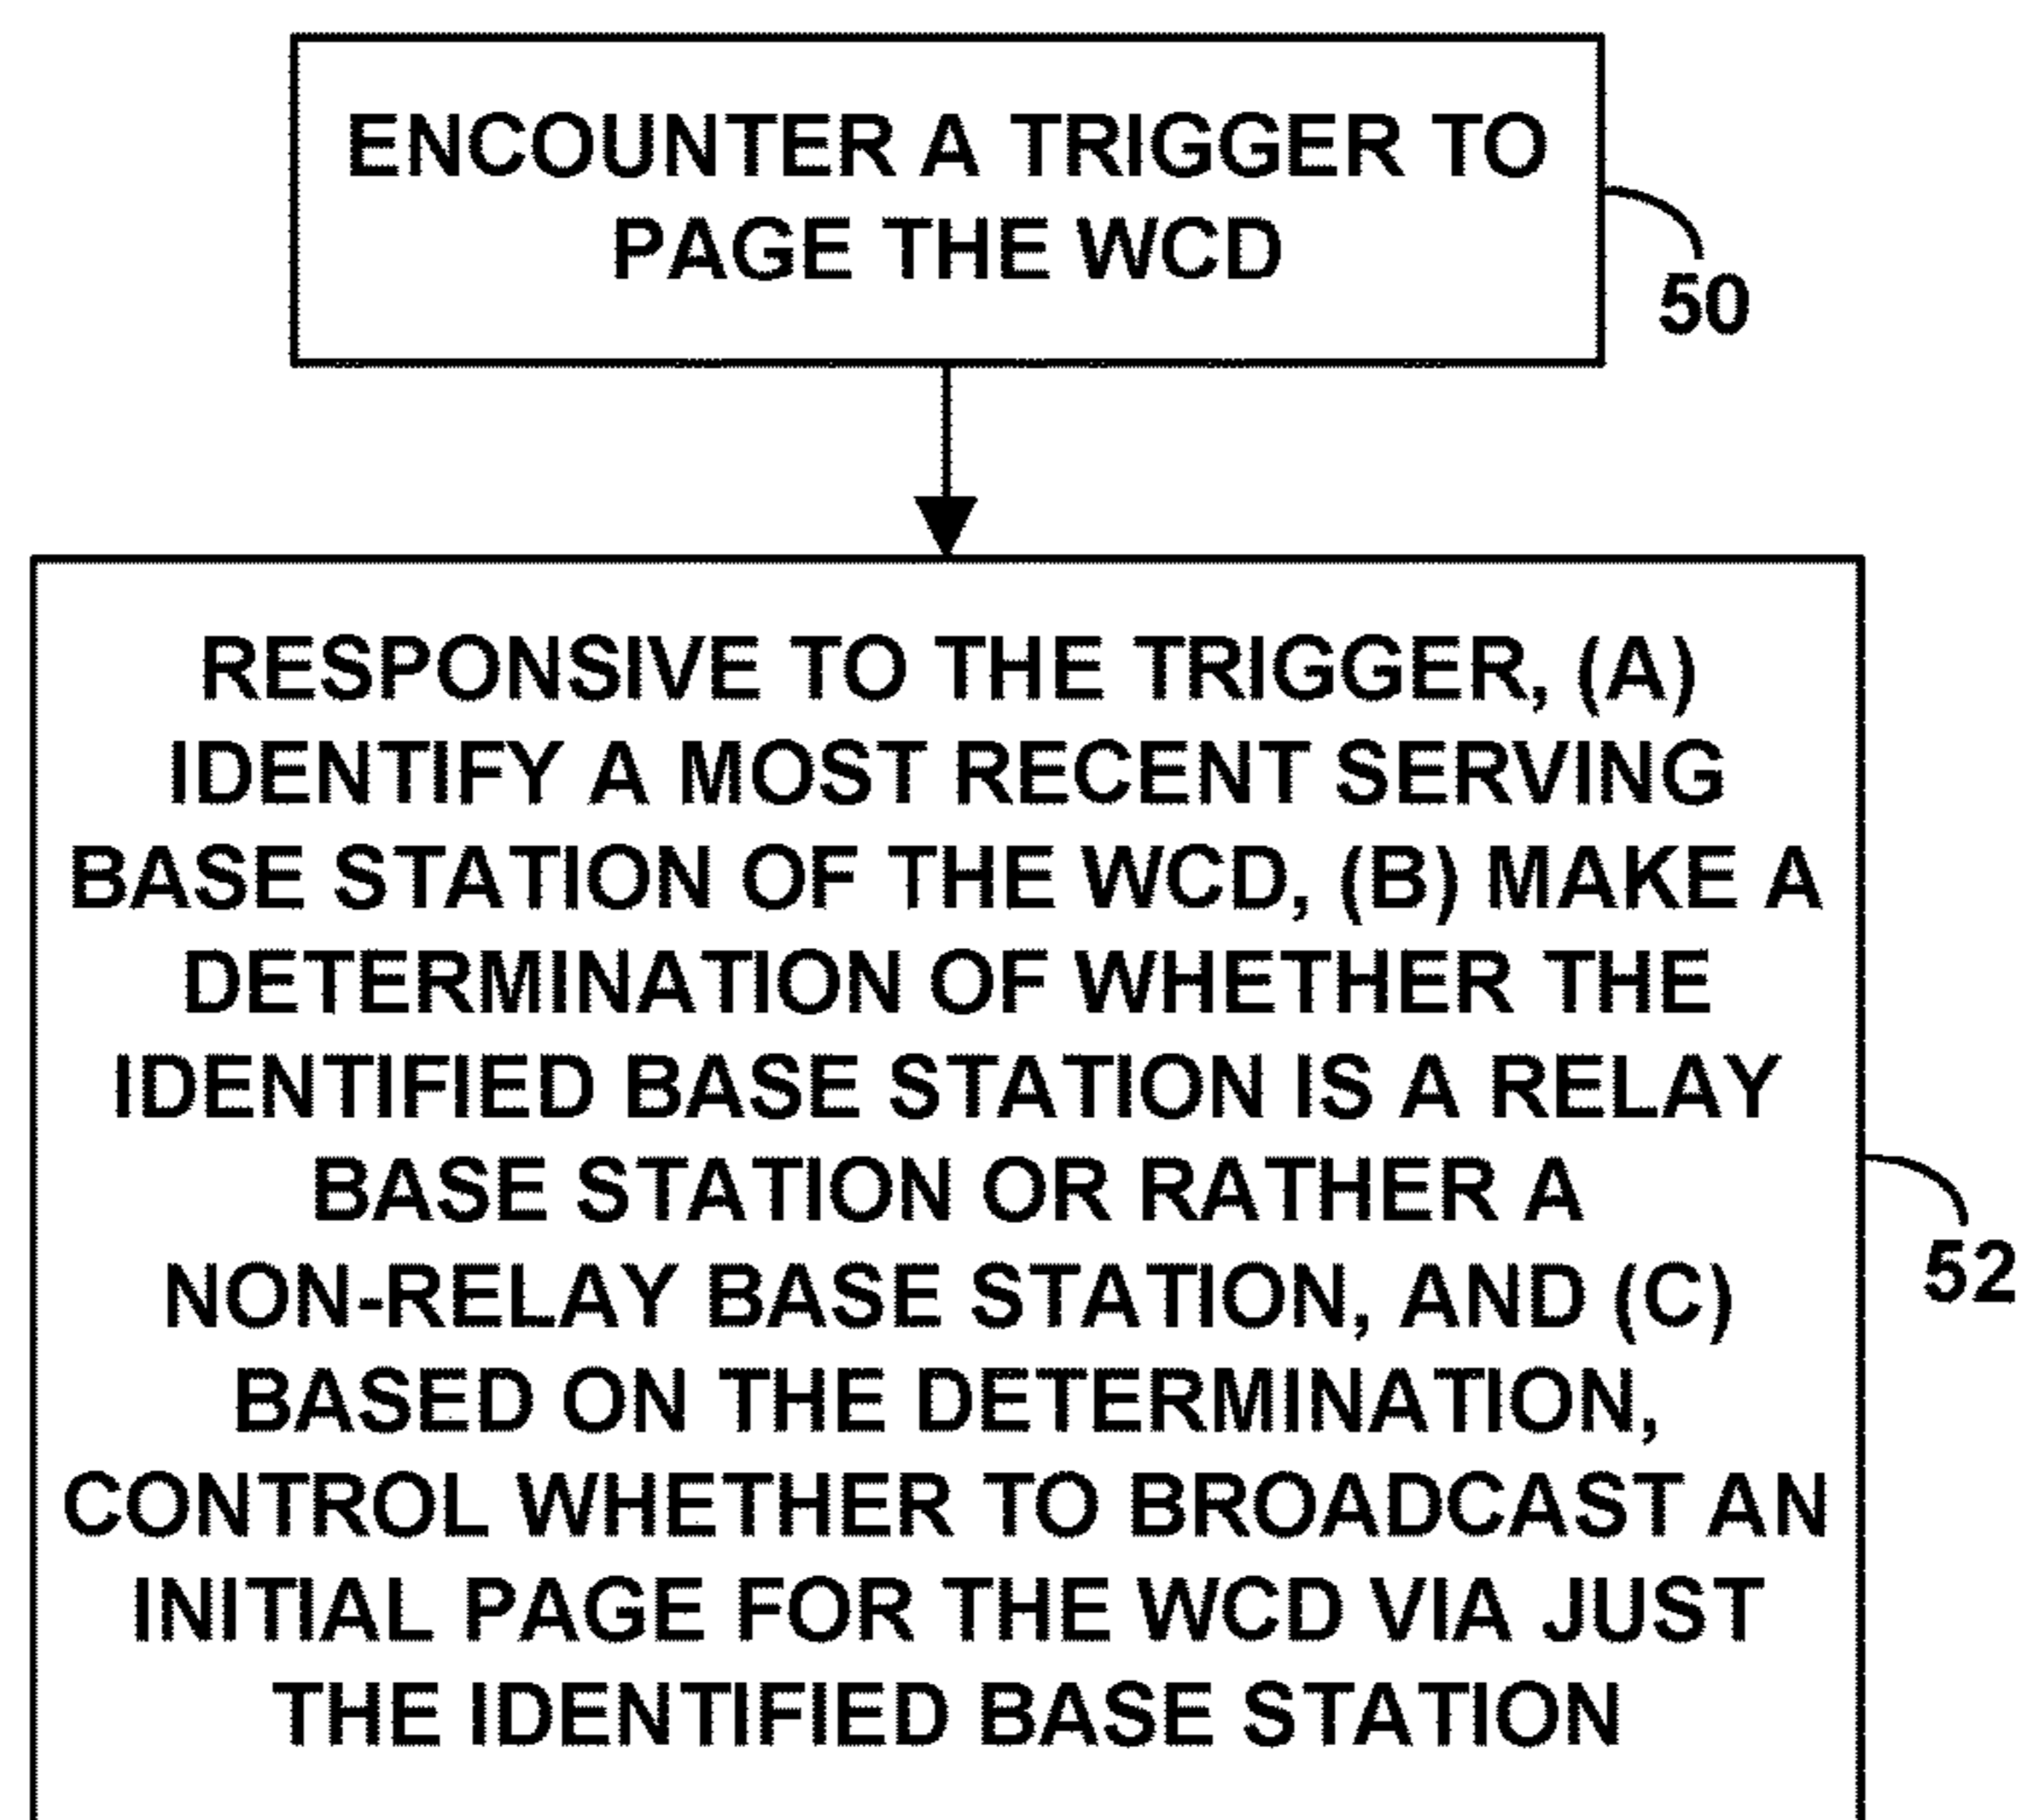 ENCOUNTER A TRIGGER TO
PAGE THE WCD
50
RESPONSIVE TO THE TRIGGER, (A)
IDENTIFY A MOST RECENT SERVING
BASE STATION OF THE WCD, (B) MAKE A
DETERMINATION OF WHETHER THE
IDENTIFIED BASE STATION IS A RELAY
BASE STATION OR RATHER A
NON-RELAY BASE STATION, AND (C)
BASED ON THE DETERMINATION,
CONTROL WHETHER TO BROADCAST AN
INITIAL PAGE FOR THE WCD VIA JUST
THE IDENTIFIED BASE STATION
52